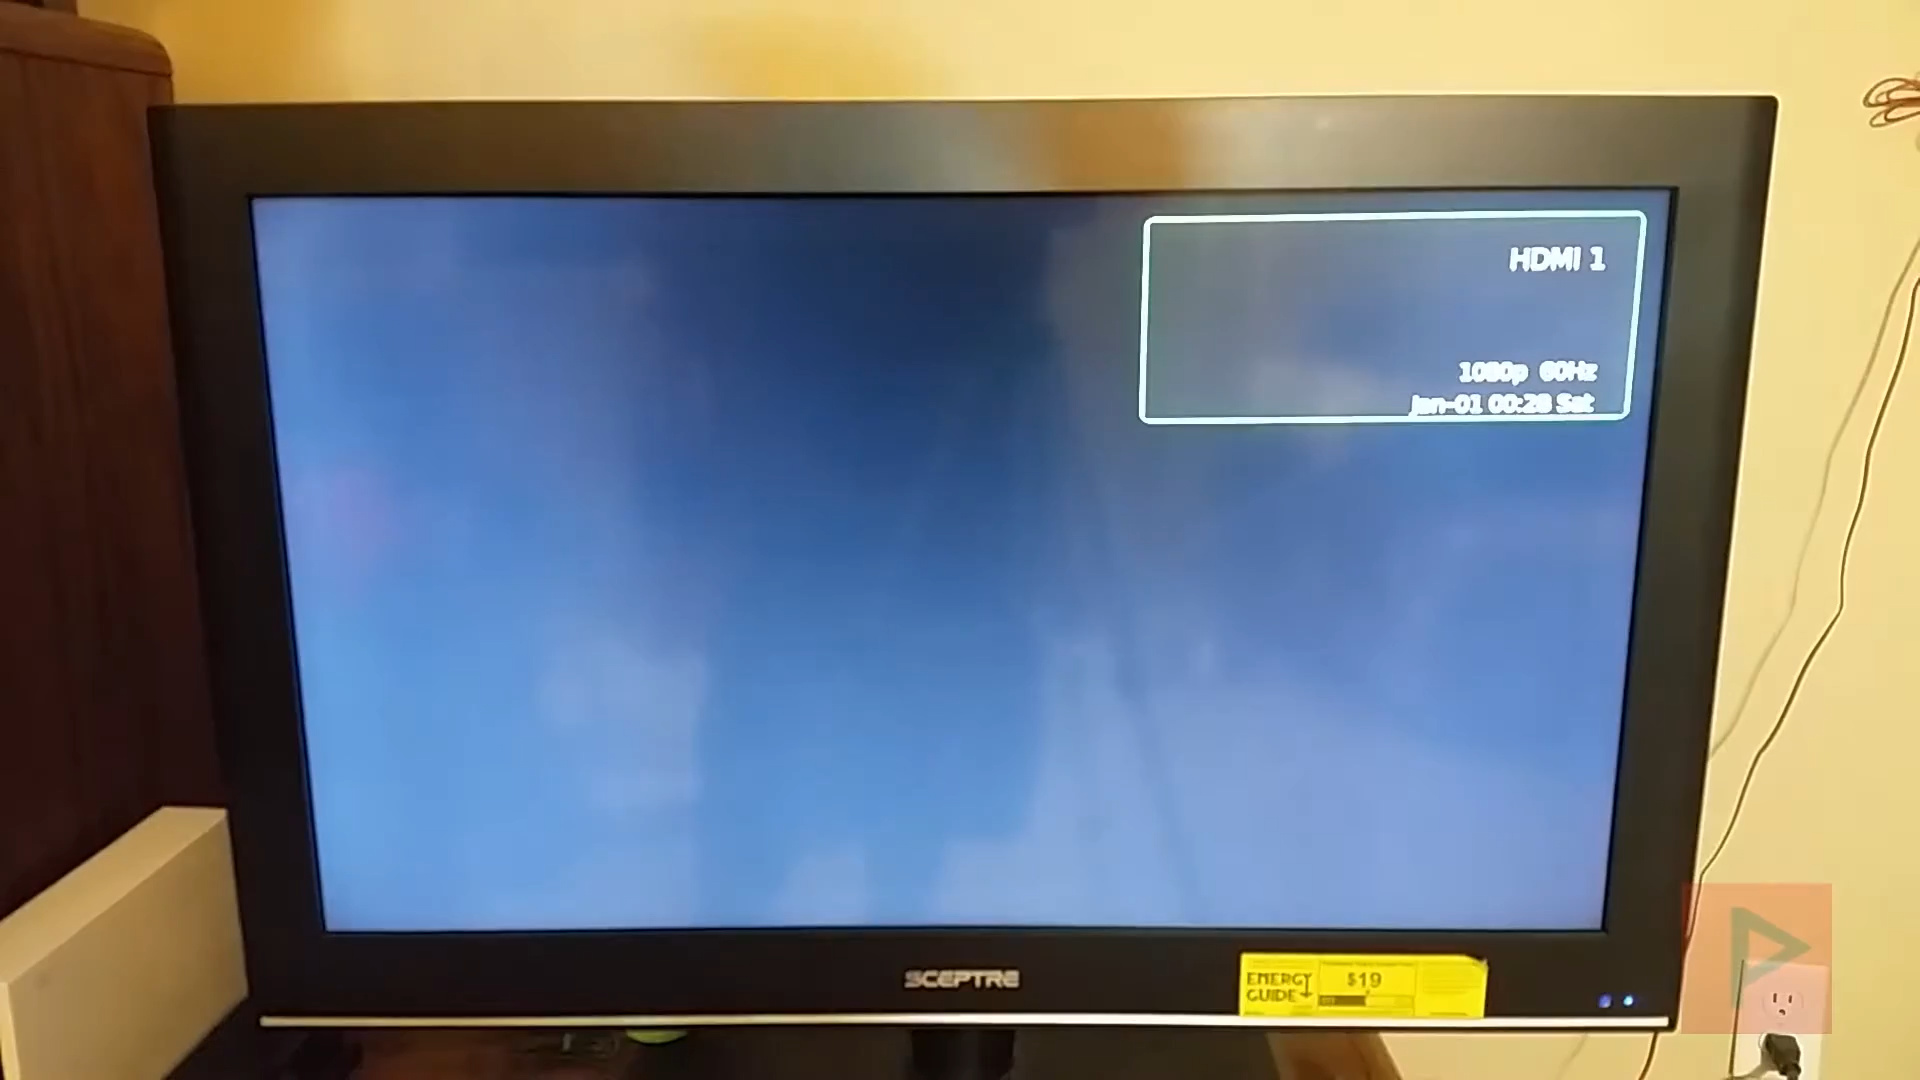 HDMI 1
1080p 60Hz
Jan-01 00:28 Sat
SCEPTRE
ENERGY
GUIDE
$19